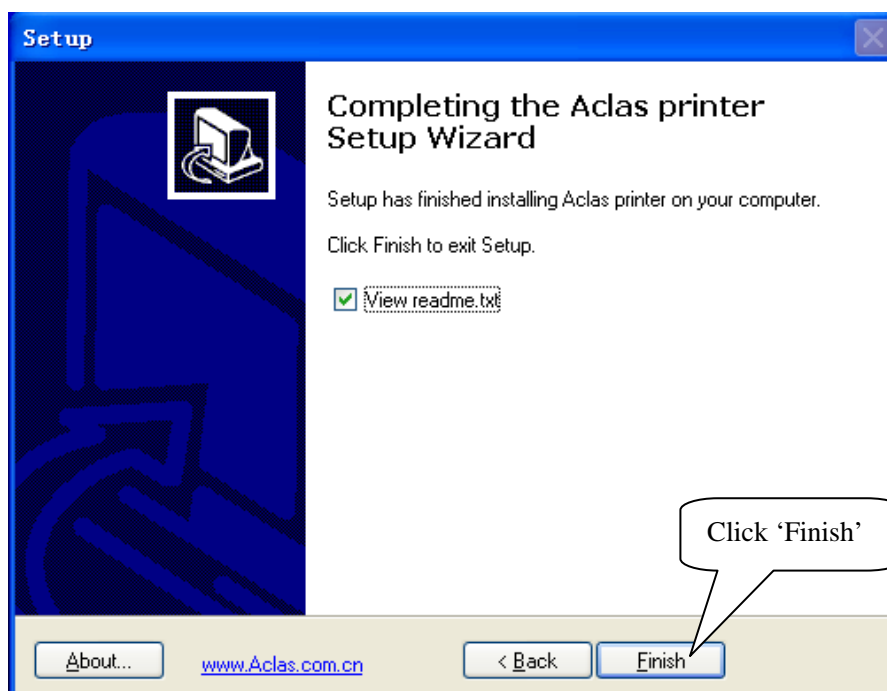 Setup
Completing the Aclas printer
Setup Wizard
Setup has finished installing Aclas printer on your computer.
Click Finish to exit Setup.
View readme.txt
Click ‘Finish’
About...
www.Aclas.com.cn
< Back
Finish